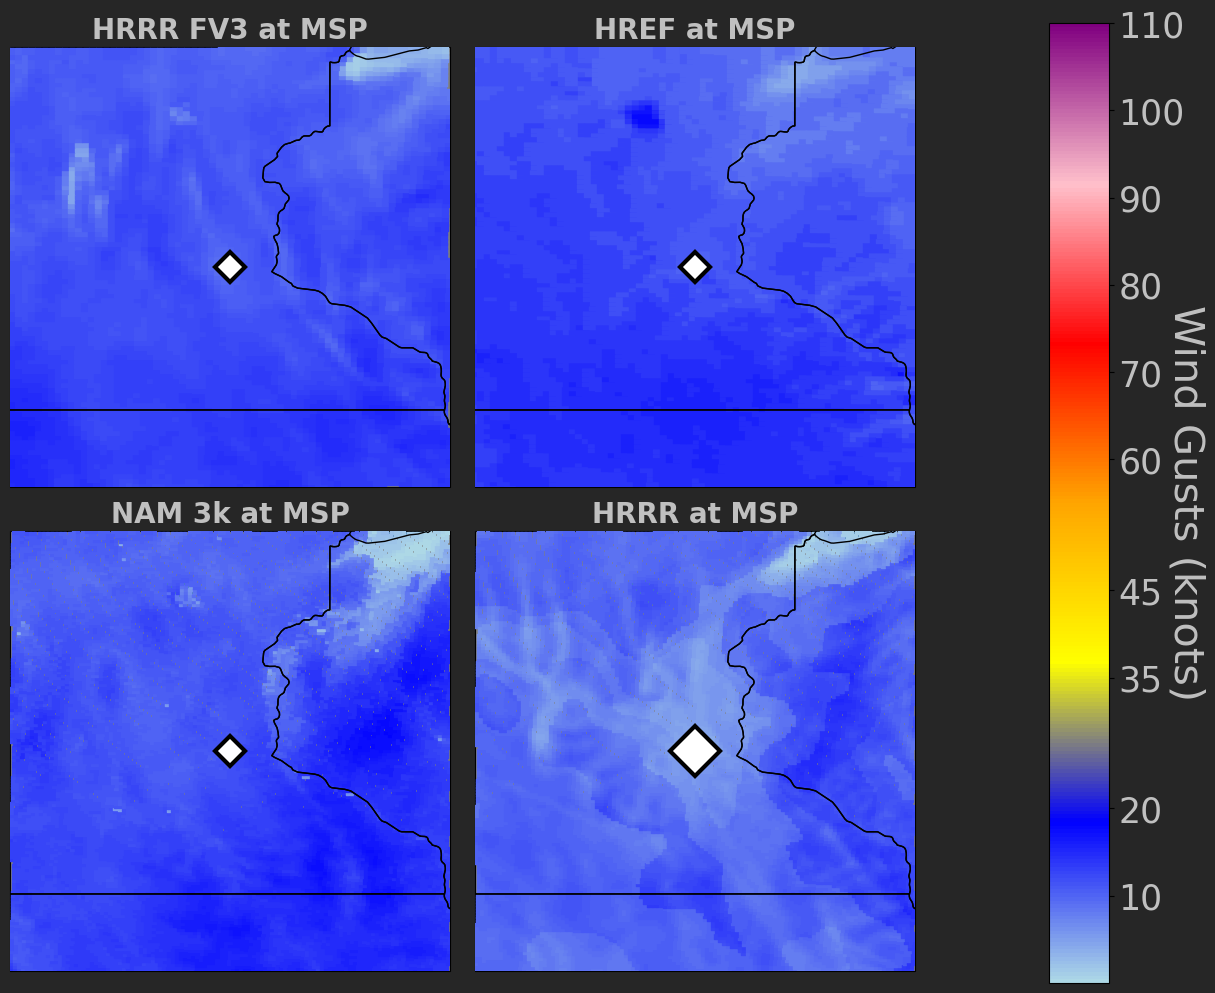 HRRR FV3 at MSP
HREF at MSP
NAM 3k at MSP
HRRR at MSP
110
100
90
80
70
60
45
35
20
10
Wind Gusts (knots)